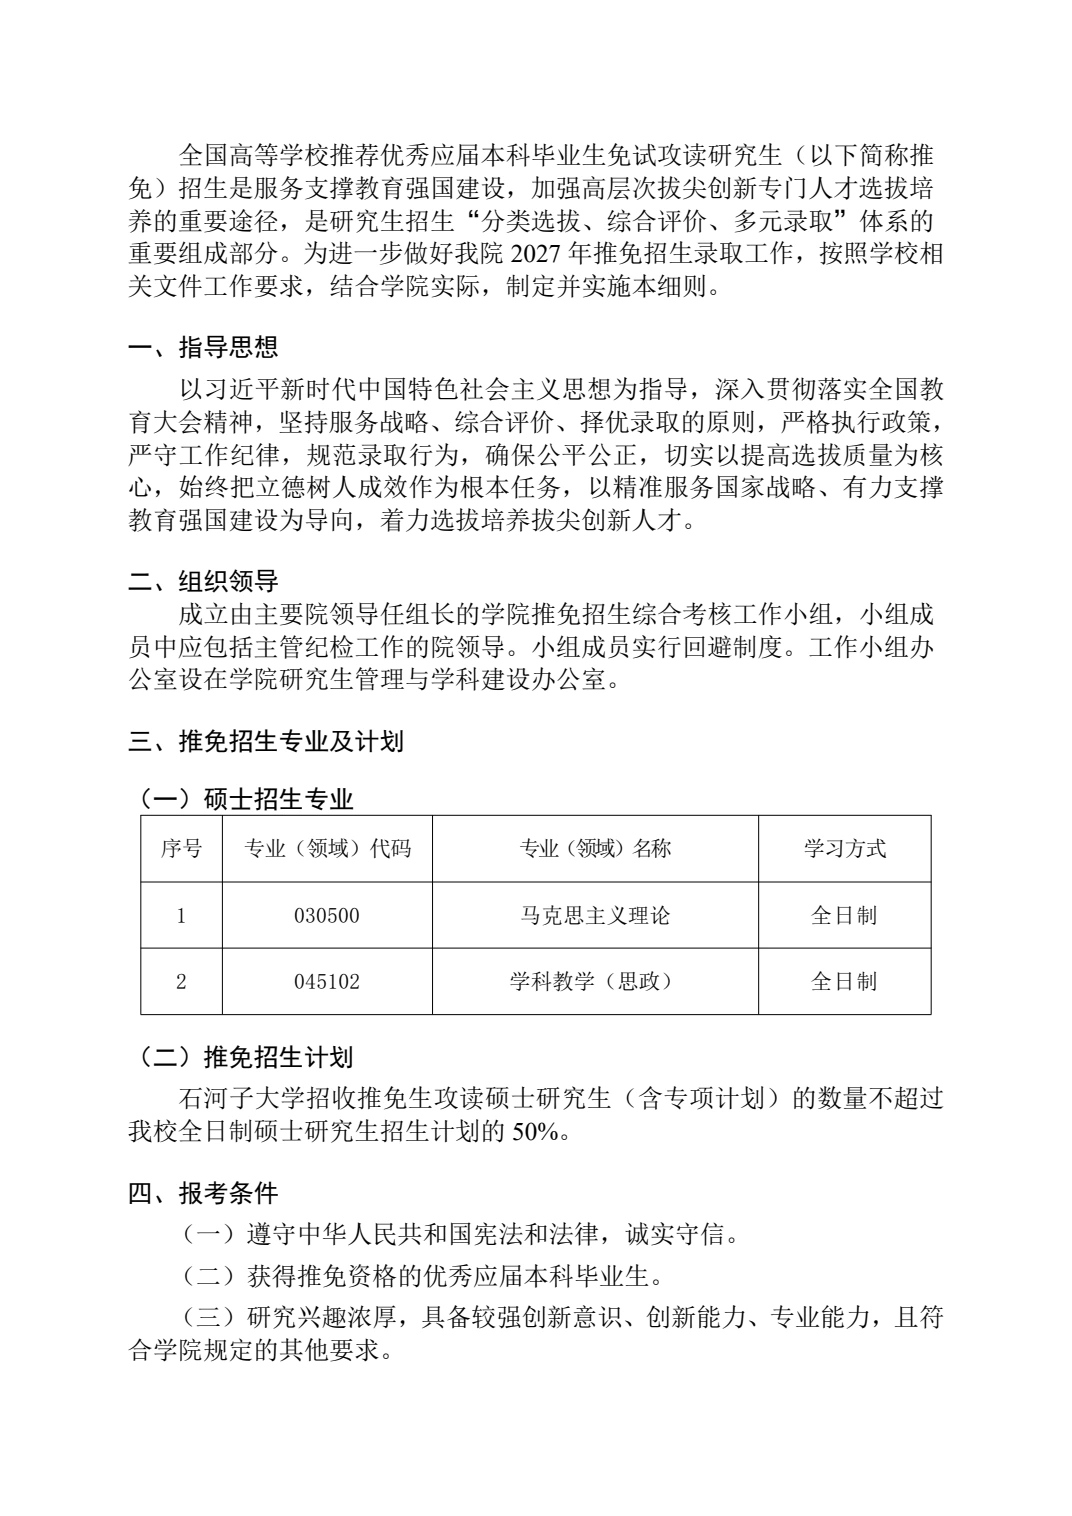 全国高等学校推荐优秀应届本科毕业生免试攻读研究生（以下简称推
免）招生是服务支撑教育强国建设，加强高层次拔尖创新专门人才选拔培
养的重要途径，是研究生招生“分类选拔、综合评价、多元录取”体系的
重要组成部分。为进一步做好我院 2027 年推免招生录取工作，按照学校相
关文件工作要求，结合学院实际，制定并实施本细则。
一、指导思想
以习近平新时代中国特色社会主义思想为指导，深入贯彻落实全国教
育大会精神，坚持服务战略、综合评价、择优录取的原则，严格执行政策，
严守工作纪律，规范录取行为，确保公平公正，切实以提高选拔质量为核
心，始终把立德树人成效作为根本任务，以精准服务国家战略、有力支撑
教育强国建设为导向，着力选拔培养拔尖创新人才。
二、组织领导
成立由主要院领导任组长的学院推免招生综合考核工作小组，小组成
员中应包括主管纪检工作的院领导。小组成员实行回避制度。工作小组办
公室设在学院研究生管理与学科建设办公室。
三、推免招生专业及计划
（一）硕士招生专业
序号 专业（领域）代码 专业（领域）名称 学习方式
1 030500 马克思主义理论 全日制
2 045102 学科教学（思政） 全日制
（二）推免招生计划
石河子大学招收推免生攻读硕士研究生（含专项计划）的数量不超过
我校全日制硕士研究生招生计划的 50%。
四、报考条件
（一）遵守中华人民共和国宪法和法律，诚实守信。
（二）获得推免资格的优秀应届本科毕业生。
（三）研究兴趣浓厚，具备较强创新意识、创新能力、专业能力，且符
合学院规定的其他要求。